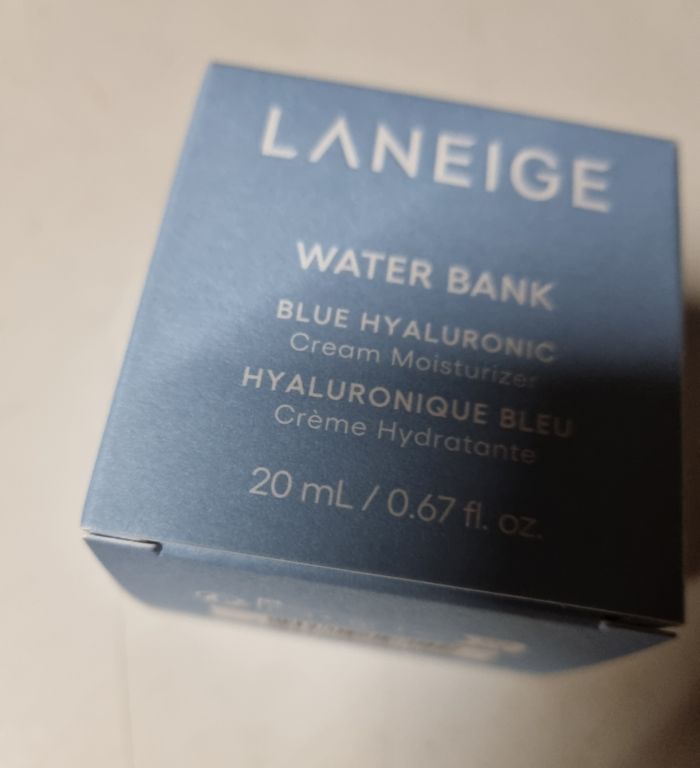 LANEIGE
WATER BANK
BLUE HYALURONIC
Cream Moisturizer
HYALURONIQUE BLEU
Crème Hydratante
20 mL / 0.67 fl. oz.